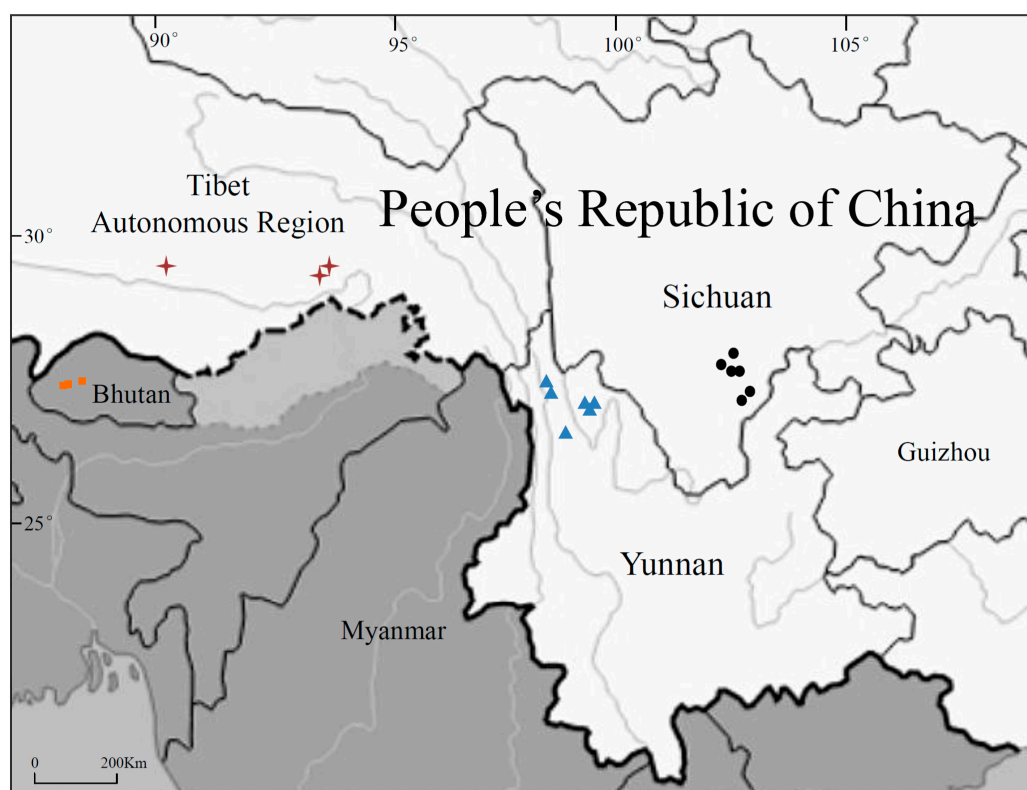 90°
95°
100°
105°
Tibet
Autonomous Region
People's Republic of China
30°
Sichuan
Bhutan
Guizhou
25°
Yunnan
Myanmar
0
200Km